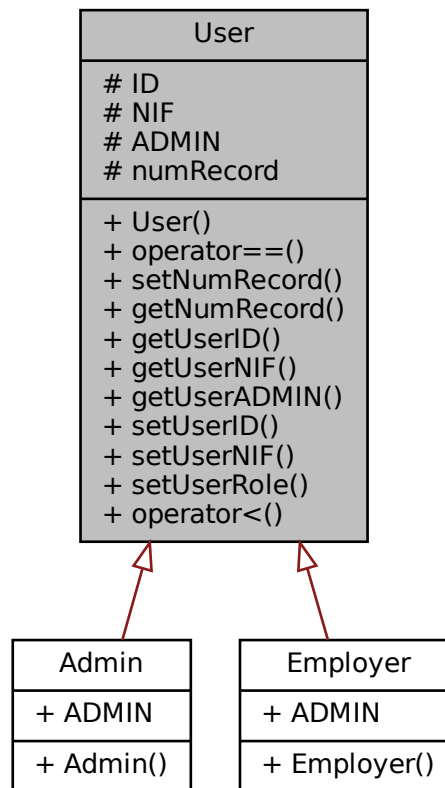 User
# ID
# NIF
# ADMIN
# numRecord
+ User()
+ operator==()
+ setNumRecord()
+ getNumRecord()
+ getUserID()
+ getUserNIF()
+ getUserADMIN()
+ setUserID()
+ setUserNIF()
+ setUserRole()
+ operator<()
Admin
+ ADMIN
+ Admin()
Employer
+ ADMIN
+ Employer()